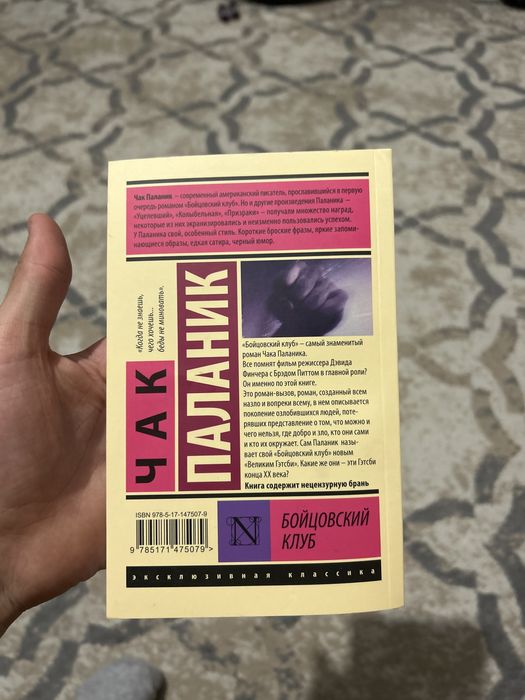 Чак Паланик – современный американский писатель, прославившийся в первую
очередь романом «Бойцовский клуб». Но и другие произведения Паланика –
«Уцелевший», «Колыбельная», «Призраки» – получали множество наград,
некоторые из них экранизировались и неизменно пользовались успехом.
У Паланика свой, особенный стиль. Короткие броские фразы, яркие запоми-
нающиеся образы, едкая сатира, черный юмор.
«Когда не знаешь,
чего хочешь...
беды не миновать».
ЧАК
ПАЛАНИК
«Бойцовский клуб» – самый знаменитый
роман Чака Паланика.
Все помнят фильм режиссера Дэвида
Финчера с Брэдом Питтом в главной роли?
Он именно по этой книге.
Это роман-вызов, роман, созданный всем
назло и вопреки всему, в нем описывается
поколение озлобившихся людей, поте-
рявших представление о том, что можно и
чего нельзя, где добро и зло, кто они сами
и кто их окружает. Сам Паланик назы-
вает свой «Бойцовский клуб» новым
«Великим Гэтсби». Какие же они – эти Гэтсби
конца XX века?
Книга содержит нецензурную брань
ISBN 978-5-17-147507-9
9 785171 475079 >
N
БОЙЦОВСКИЙ
КЛУБ
эксклюзивная классика